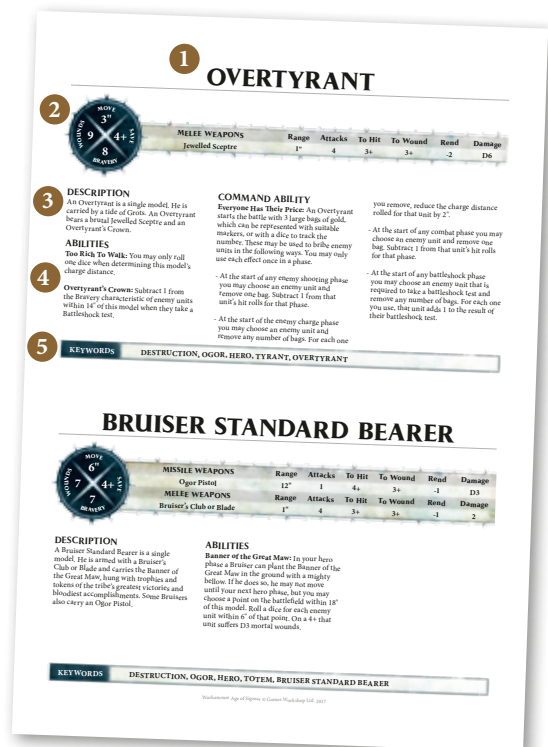 1
OVERTYRANT
2
MOVE
3"
WOUNDS
9
4+
SAVE
8
BRAVERY
MELEE WEAPONS Range Attacks To Hit To Wound Rend Damage
Jewelled Sceptre 1" 4 3+ 3+ -2 D6
3
DESCRIPTION
An Overtyrant is a single model. He is
carried by a tide of Grots. An Overtyrant
bears a brutal Jewelled Sceptre and an
Overtyrant's Crown.
ABILITIES
Too Rich To Walk: You may only roll
one dice when determining this model's
charge distance.
4
Overtyrant's Crown: Subtract 1 from
the Bravery characteristic of enemy units
within 14" of this model when they take a
Battleshock test.
COMMAND ABILITY
Everyone Has Their Price: An Overtyrant
starts the battle with 3 large bags of gold,
which can be represented with suitable
markers, or with a dice to track the
number. These may be used to bribe enemy
units in the following ways. You may only
use each effect once in a phase.
- At the start of any enemy shooting phase
you may choose an enemy unit and
remove one bag. Subtract 1 from that
unit's hit rolls for that phase.
- At the start of the enemy charge phase
you may choose an enemy unit and
remove any number of bags. For each one
you remove, reduce the charge distance
rolled for that unit by 2".
- At the start of any combat phase you may
choose an enemy unit and remove one
bag. Subtract 1 from that unit's hit rolls
for that phase.
- At the start of any battleshock phase
you may choose an enemy unit that is
required to take a battleshock test and
remove any number of bags. For each one
you use, that unit adds 1 to the result of
their battleshock test.
5
KEYWORDS DESTRUCTION, OGOR, HERO, TYRANT, OVERTYRANT
BRUISER STANDARD BEARER
MOVE
6"
WOUNDS
7
4+
SAVE
7
BRAVERY
MISSILE WEAPONS Range Attacks To Hit To Wound Rend Damage
Ogor Pistol 12" 1 4+ 3+ -1 D3
MELEE WEAPONS Range Attacks To Hit To Wound Rend Damage
Bruiser's Club or Blade 1" 4 3+ 3+ -1 2
DESCRIPTION
A Bruiser Standard Bearer is a single
model. He is armed with a Bruiser's
Club or Blade and carries the Banner of
the Great Maw, hung with trophies and
tokens of the tribe's greatest victories and
bloodiest accomplishments. Some Bruisers
also carry an Ogor Pistol.
ABILITIES
Banner of the Great Maw: In your hero
phase a Bruiser can plant the Banner of the
Great Maw in the ground with a mighty
bellow. If he does so, he may not move
until your next hero phase, but you may
choose a point on the battlefield within 18"
of this model. Roll a dice for each enemy
unit within 6" of that point. On a 4+ that
unit suffers D3 mortal wounds.
KEYWORDS DESTRUCTION, OGOR, HERO, TOTEM, BRUISER STANDARD BEARER
Warhammer Age of Sigmar, © Games Workshop Ltd. 2017